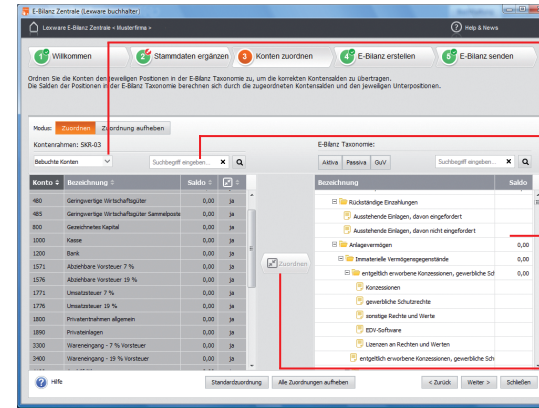 E-Bilanz Zentrale (Lexware buchhalter)
Lexware E-Bilanz Zentrale • Musterfirma •
Help & News
1 Willkommen
2 Stammdaten ergänzen
3 Konten zuordnen
4 E-Bilanz erstellen
5 E-Bilanz senden
Ordnen Sie die Konten den jeweiligen Positionen in der E-Bilanz Taxonomie zu, um die korrekten Kontensalden zu übertragen.
Die Salden der Positionen in der E-Bilanz Taxonomie berechnen sich durch die zugeordneten Kontensalden und den jeweiligen Unterpositionen.
Modus: Zuordnen Zuordnung aufheben
Kontenrahmen: SKR-03
E-Bilanz Taxonomie:
Bebuchte Konten
Suchbegriff eingeben...
Aktiva Passiva GuV
Suchbegriff eingeben...
Konto Bezeichnung Saldo
Bezeichnung Saldo
480 Geringwertige Wirtschaftsgüter 0,00 ja
485 Geringwertige Wirtschaftsgüter Sammelposte 0,00 ja
800 Gezeichnetes Kapital 0,00 ja
1000 Kasse 0,00 ja
1200 Bank 0,00 ja
1571 Abziehbare Vorsteuer 7 % 0,00 ja
1576 Abziehbare Vorsteuer 19 % 0,00 ja
1771 Umsatzsteuer 7 % 0,00 ja
1776 Umsatzsteuer 19 % 0,00 ja
1800 Privatentnahmen allgemein 0,00 ja
1890 Privateinlagen 0,00 ja
3300 Wareneingang - 7 % Vorsteuer 0,00 ja
3400 Wareneingang - 19 % Vorsteuer 0,00 ja
Zuordnen
Rückständige Einzahlungen
Ausstehende Einlagen, davon eingefordert
Ausstehende Einlagen, davon nicht eingefordert
Anlagevermögen 0,00
Immaterielle Vermögensgegenstände 0,00
entgeltlich erworbene Konzessionen, gewerbliche Sch 0,00
Konzessionen
gewerbliche Schutzrechte
sonstige Rechte und Werte
EDV-Software
Lizenzen an Rechten und Werten
entgeltlich erworbene Konzessionen, gewerbliche Sch
Hilfe
Standardzuordnung
Alle Zuordnungen aufheben
< Zurück
Weiter >
Schließen